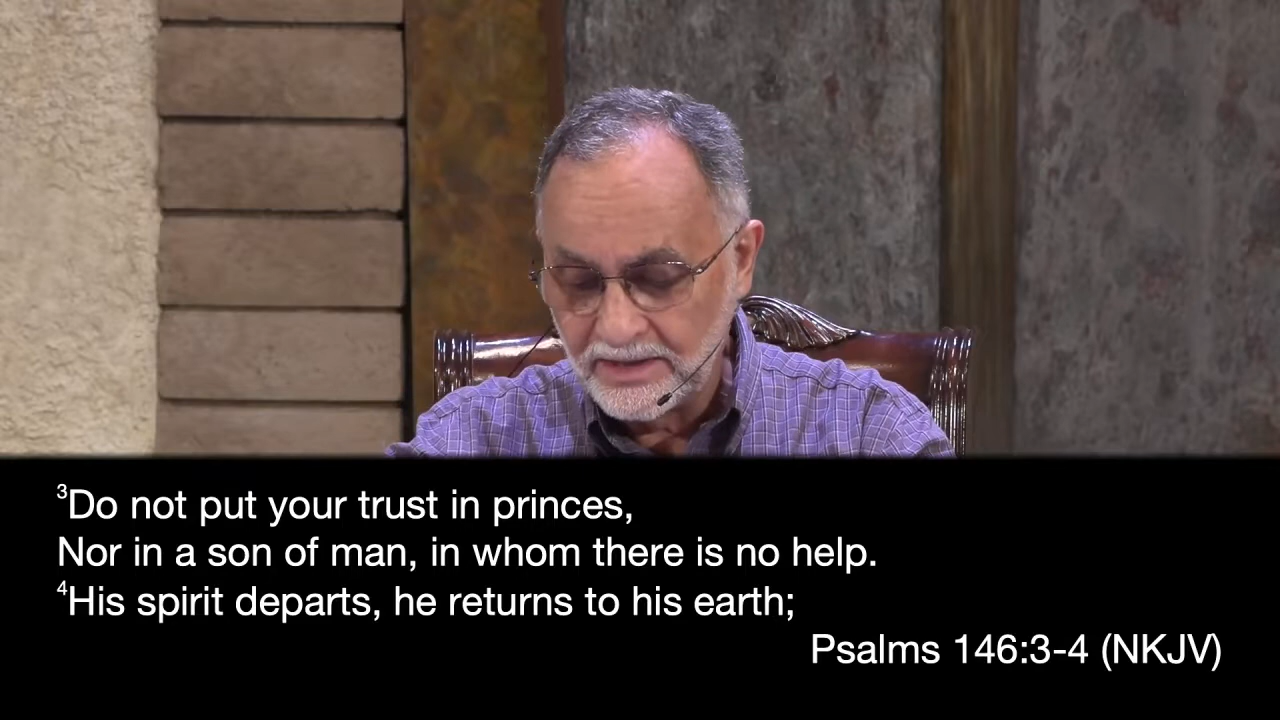 ³Do not put your trust in princes,
Nor in a son of man, in whom there is no help.
⁴His spirit departs, he returns to his earth;
Psalms 146:3-4 (NKJV)